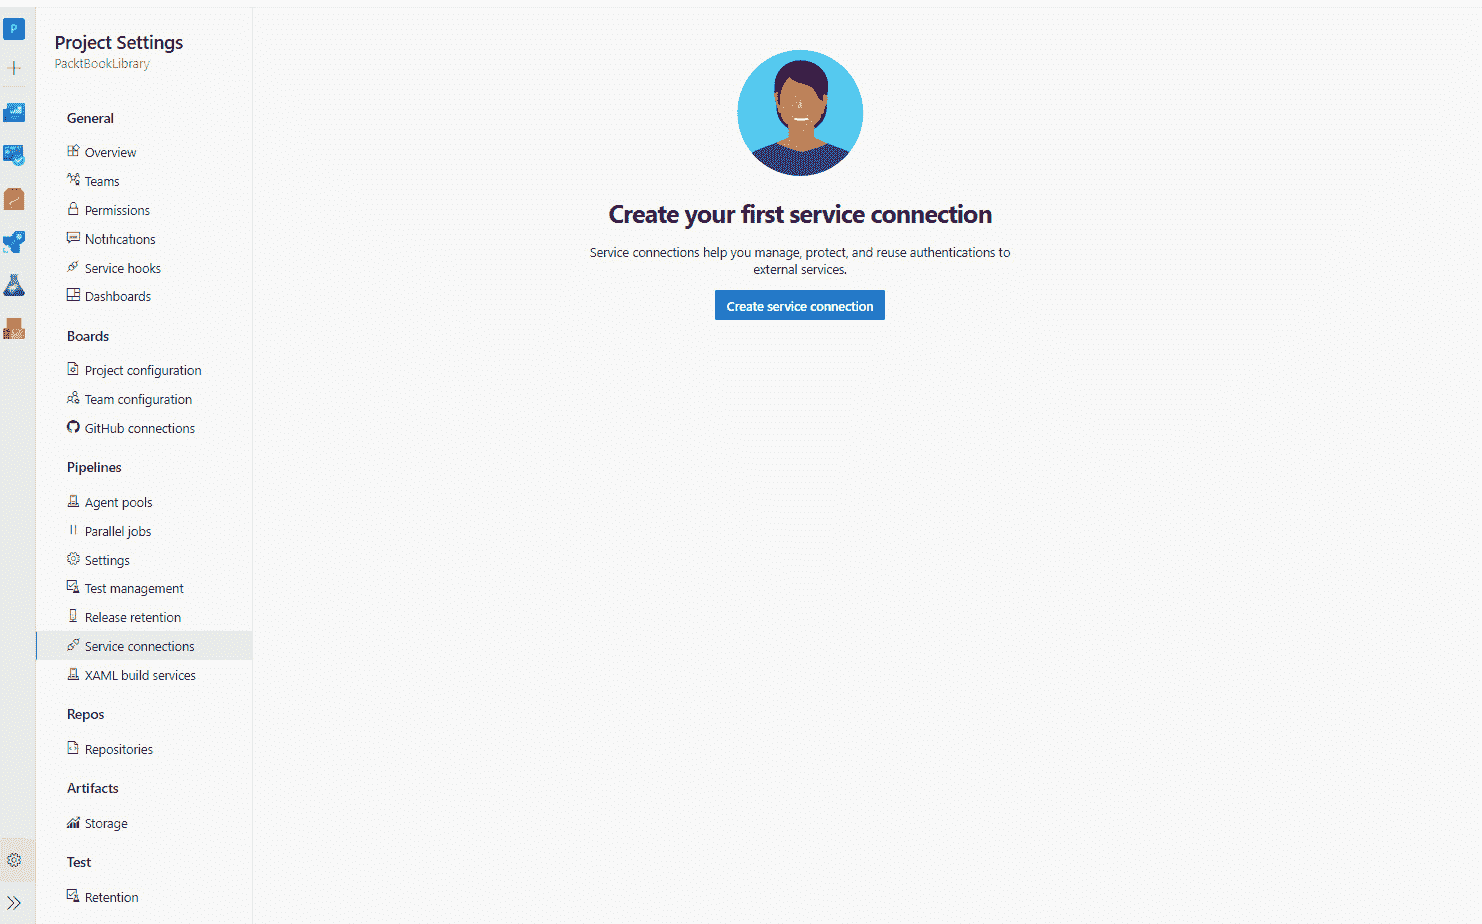 P
Project Settings
PacktBookLibrary
General
Overview
Teams
Permissions
Notifications
Service hooks
Dashboards
Boards
Project configuration
Team configuration
GitHub connections
Pipelines
Agent pools
Parallel jobs
Settings
Test management
Release retention
Service connections
XAML build services
Repos
Repositories
Artifacts
Storage
Test
Retention
Create your first service connection
Service connections help you manage, protect, and reuse authentications to
external services.
Create service connection